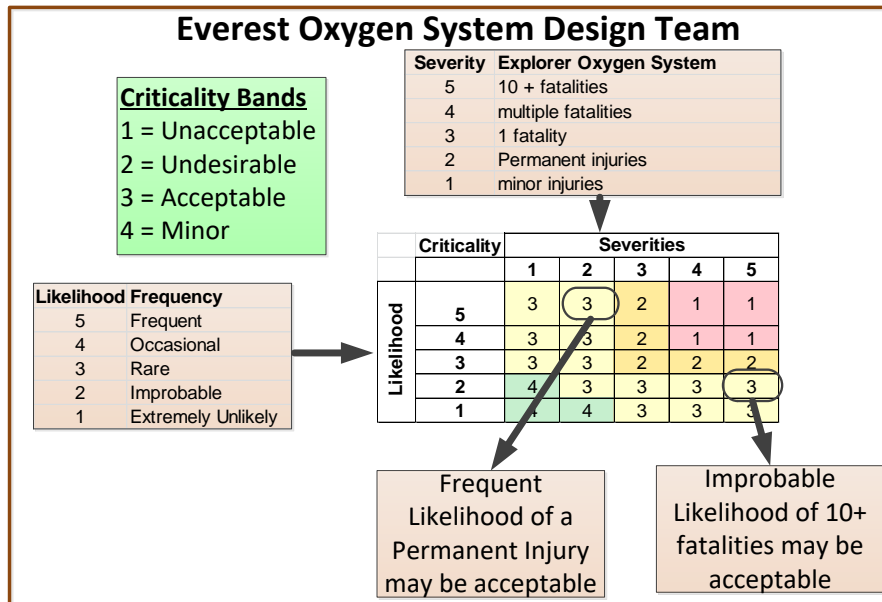 Everest Oxygen System Design Team
Severity Explorer Oxygen System
5 10 + fatalities
4 multiple fatalities
3 1 fatality
2 Permanent injuries
1 minor injuries
Criticality Bands
1 = Unacceptable
2 = Undesirable
3 = Acceptable
4 = Minor
Likelihood Frequency
5 Frequent
4 Occasional
3 Rare
2 Improbable
1 Extremely Unlikely
Criticality Severities
1 2 3 4 5
Likelihood
5 3 3 2 1 1
4 3 3 2 1 1
3 3 3 2 2 2
2 4 3 3 3 3
1 4 4 3 3 3
Frequent
Likelihood of a
Permanent Injury
may be acceptable
Improbable
Likelihood of 10+
fatalities may be
acceptable